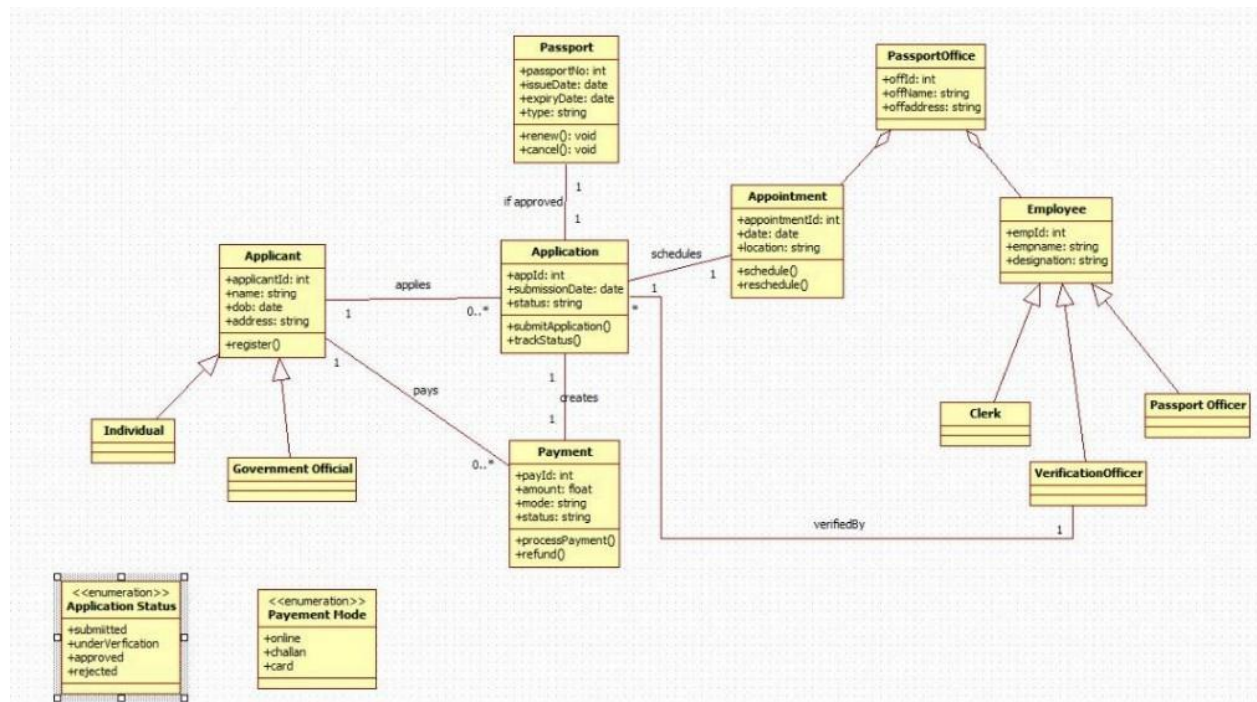 Passport
+passportNo: int
+issueDate: date
+expiryDate: date
+type: string
+renew(): void
+cancel(): void
PassportOffice
+offId: int
+offName: string
+offaddress: string
1
if approved
1
Appointment
+appointmentId: int
+date: date
+location: string
+schedule()
+reschedule()
Employee
+empId: int
+empname: string
+designation: string
Applicant
+applicantId: int
+name: string
+dob: date
+address: string
+register()
applies
1
0..*
Application
+appId: int
+submissionDate: date
+status: string
+submitApplication()
+trackStatus()
schedules
1
1
*
1
pays
0..*
1
creates
1
Individual
Government Official
Clerk
Passport Officer
VerificationOfficer
Payment
+payId: int
+amount: float
+mode: string
+status: string
+processPayment()
+refund()
verifiedBy
1
<<enumeration>>
Application Status
+submitted
+underVerfication
+approved
+rejected
<<enumeration>>
Payement Mode
+online
+challan
+card